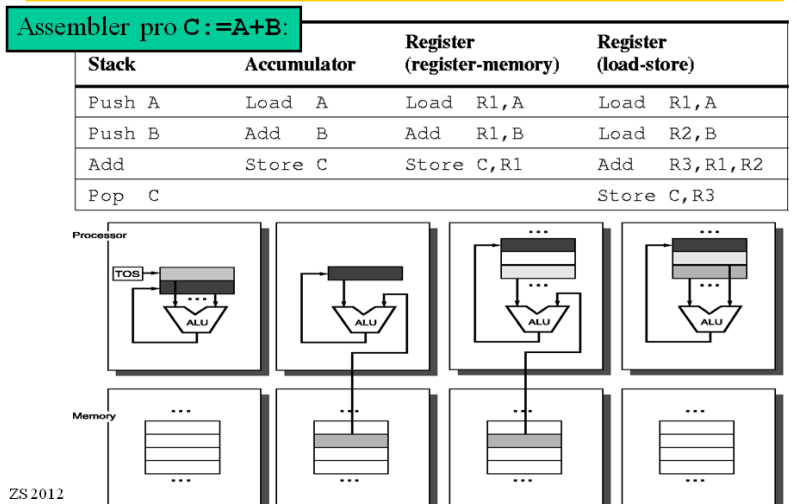 Assembler pro C:=A+B:
Stack Accumulator Register (register-memory) Register (load-store)
Push A Load A Load R1,A Load R1,A
Push B Add B Add R1,B Load R2,B
Add Store C Store C,R1 Add R3,R1,R2
Pop C Store C,R3
Processor
... ... 
TOS
... ... ...
ALU ALU ALU ALU
Memory
... ... ... ...
... ... ... ...
ZS 2012